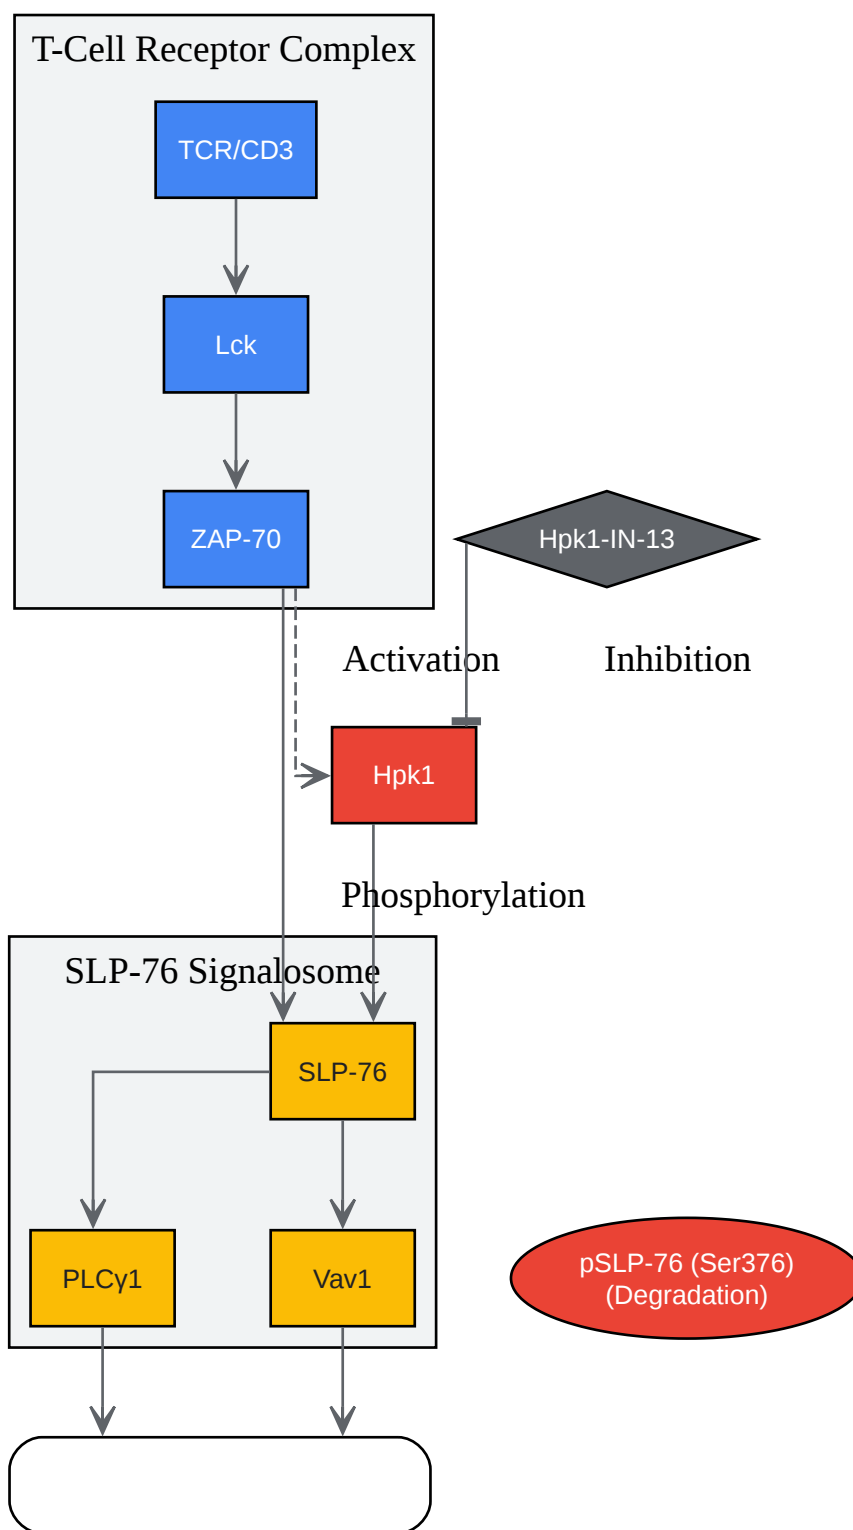 T-Cell Receptor Complex
TCR/CD3
Lck
ZAP-70
Hpk1-IN-13
Activation
Inhibition
Hpk1
Phosphorylation
SLP-76 Signalosome
SLP-76
PLCγ1
Vav1
pSLP-76 (Ser376)
(Degradation)